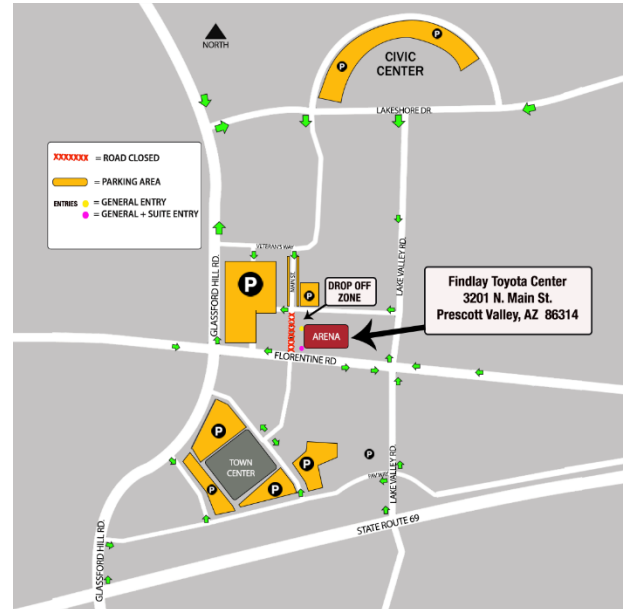 NORTH
CIVIC
CENTER
P
P
LAKESHORE DR.
XXXXXXX = ROAD CLOSED
= PARKING AREA
ENTRIES = GENERAL ENTRY
= GENERAL + SUITE ENTRY
GLASSFORD HILL RD.
VETERAN'S WAY
MAIN ST.
LAKE VALLEY RD.
P
P
DROP OFF
ZONE
XXXXXXX
ARENA
Findlay Toyota Center
3201 N. Main St.
Prescott Valley, AZ 86314
FLORENTINE RD
P
TOWN
CENTER
P
P
P
P
LAKE VALLEY RD.
STATE ROUTE 69
GLASSFORD HILL RD.